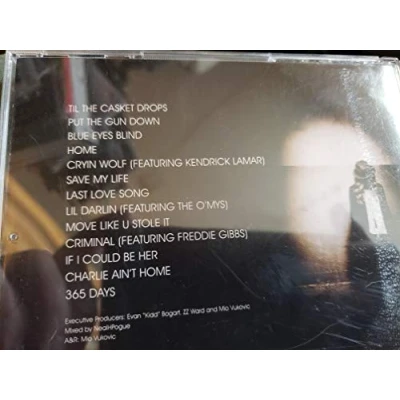 'TIL THE CASKET DROPS
PUT THE GUN DOWN
BLUE EYES BLIND
HOME
CRYIN WOLF (FEATURING KENDRICK LAMAR)
SAVE MY LIFE
LAST LOVE SONG
LIL DARLIN (FEATURING THE O'MYS)
MOVE LIKE U STOLE IT
CRIMINAL (FEATURING FREDDIE GIBBS)
IF I COULD BE HER
CHARLIE AIN'T HOME
365 DAYS
Executive Producers: Evan "Kidd" Bogart, ZZ Ward and Mio Vukovic
Mixed by NealHPogue
A&R: Mio Vukovic